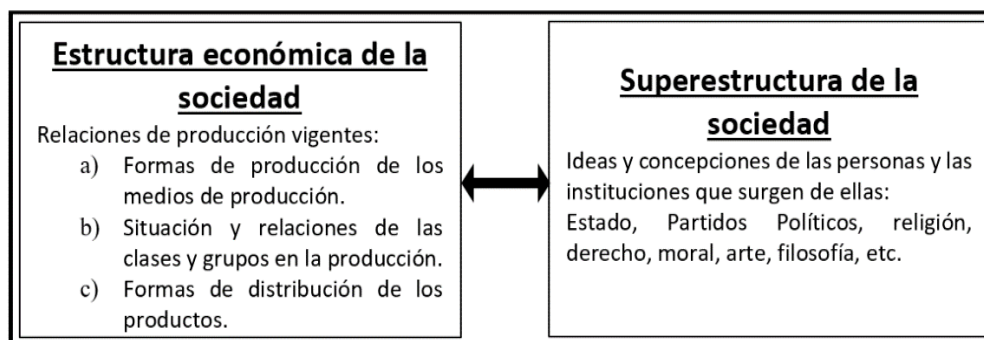 Estructura económica de la
sociedad
Relaciones de producción vigentes:
a) Formas de producción de los
medios de producción.
b) Situación y relaciones de las
clases y grupos en la producción.
c) Formas de distribución de los
productos.
Superestructura de la
sociedad
Ideas y concepciones de las personas y las
instituciones que surgen de ellas:
Estado, Partidos Políticos, religión,
derecho, moral, arte, filosofía, etc.